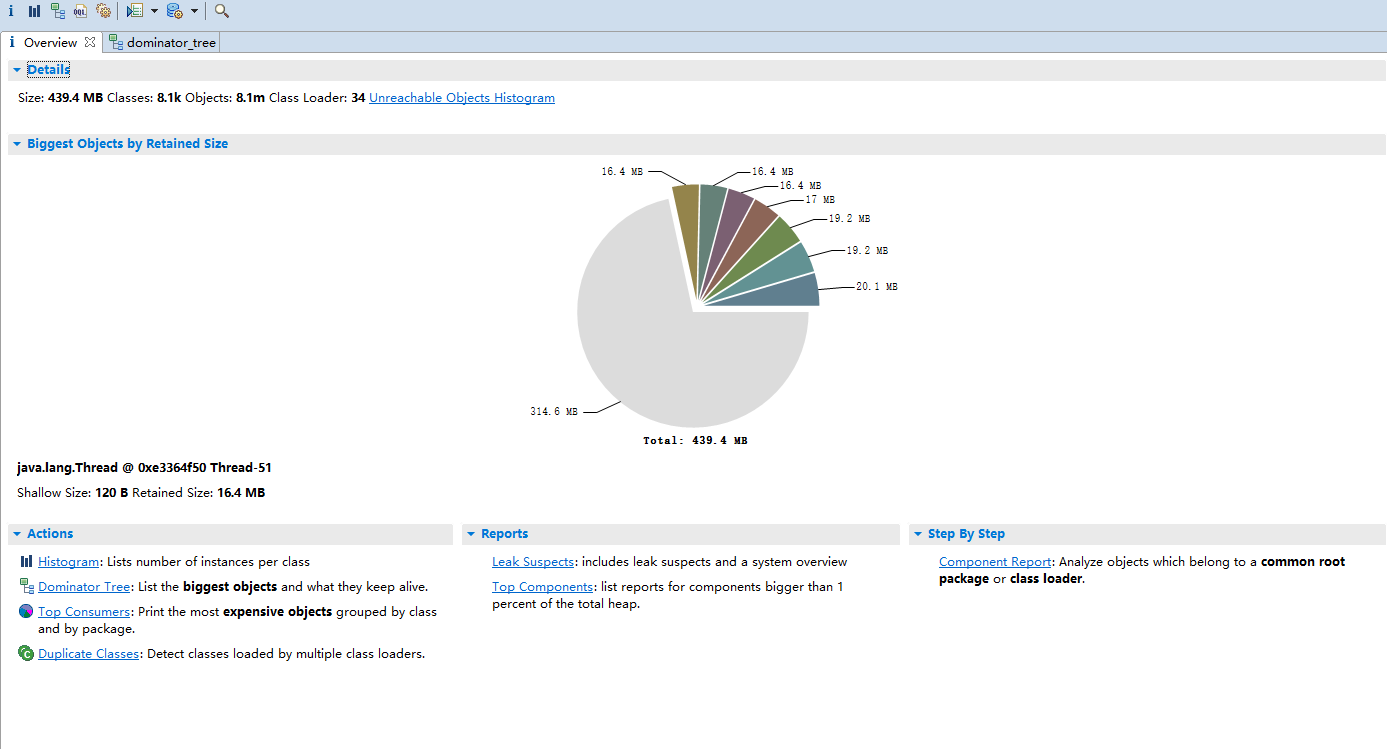 OQL
i Overview dominator_tree
Details
Size: 439.4 MB Classes: 8.1k Objects: 8.1m Class Loader: 34 Unreachable Objects Histogram
Biggest Objects by Retained Size
16.4 MB
16.4 MB
16.4 MB
17 MB
19.2 MB
19.2 MB
20.1 MB
314.6 MB
Total: 439.4 MB
java.lang.Thread @ 0xe3364f50 Thread-51
Shallow Size: 120 B Retained Size: 16.4 MB
Actions
Histogram: Lists number of instances per class
Dominator Tree: List the biggest objects and what they keep alive.
Top Consumers: Print the most expensive objects grouped by class
and by package.
Duplicate Classes: Detect classes loaded by multiple class loaders.
Reports
Leak Suspects: includes leak suspects and a system overview
Top Components: list reports for components bigger than 1
percent of the total heap.
Step By Step
Component Report: Analyze objects which belong to a common root
package or class loader.